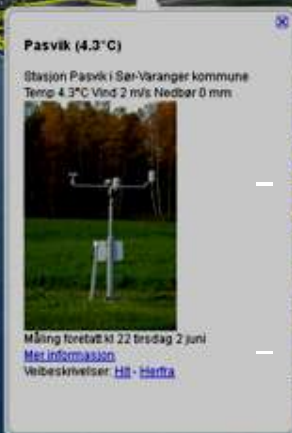 Pasvik (4.3°C)
Stasjon Pasvik i Sør-Varanger kommune
Temp 4.3°C Vind 2 m/s Nedbør 0 mm
Måling foretatt kl 22 tirsdag 2 juni
Mer informasjon
Veibeskrivelser: Hit - Herfra